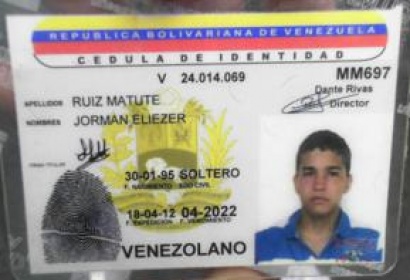 REPUBLICA BOLIVARIANA DE VENEZUELA
CEDULA DE IDENTIDAD
V 24.014.069
MM697
Dante Rivas
Director
APELLIDOS RUIZ MATUTE
NOMBRES JORMAN ELIEZER
FIRMA TITULAR
30-01-95 SOLTERO
F. NACIMIENTO EDO CIVIL
18-04-12 04-2022
F. EXPEDICION F. VENCIMIENTO
VENEZOLANO